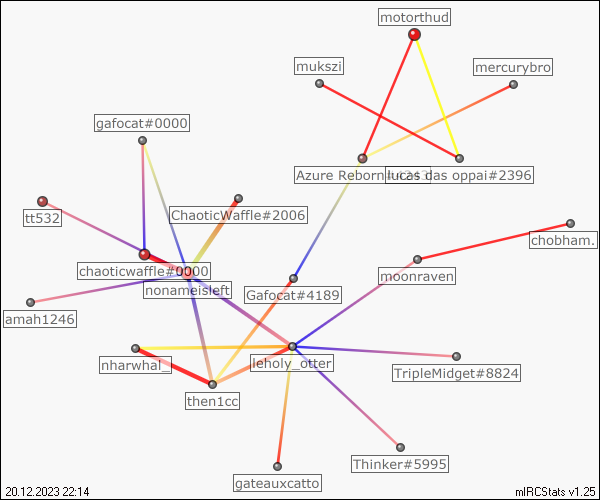 motorthud
mukszi
mercurybro
gafocat#0000
Azure Reborn
lucas das oppai#2396
ChaoticWaffle#2006
tt532
chobham.
chaoticwaffle#0000
moonraven
nonameisleft
Gafocat#4189
amah1246
nharwhal_
leholy_otter
TripleMidget#8824
then1cc
Thinker#5995
gateauxcatto
20.12.2023 22:14
mIRCStats v1.25